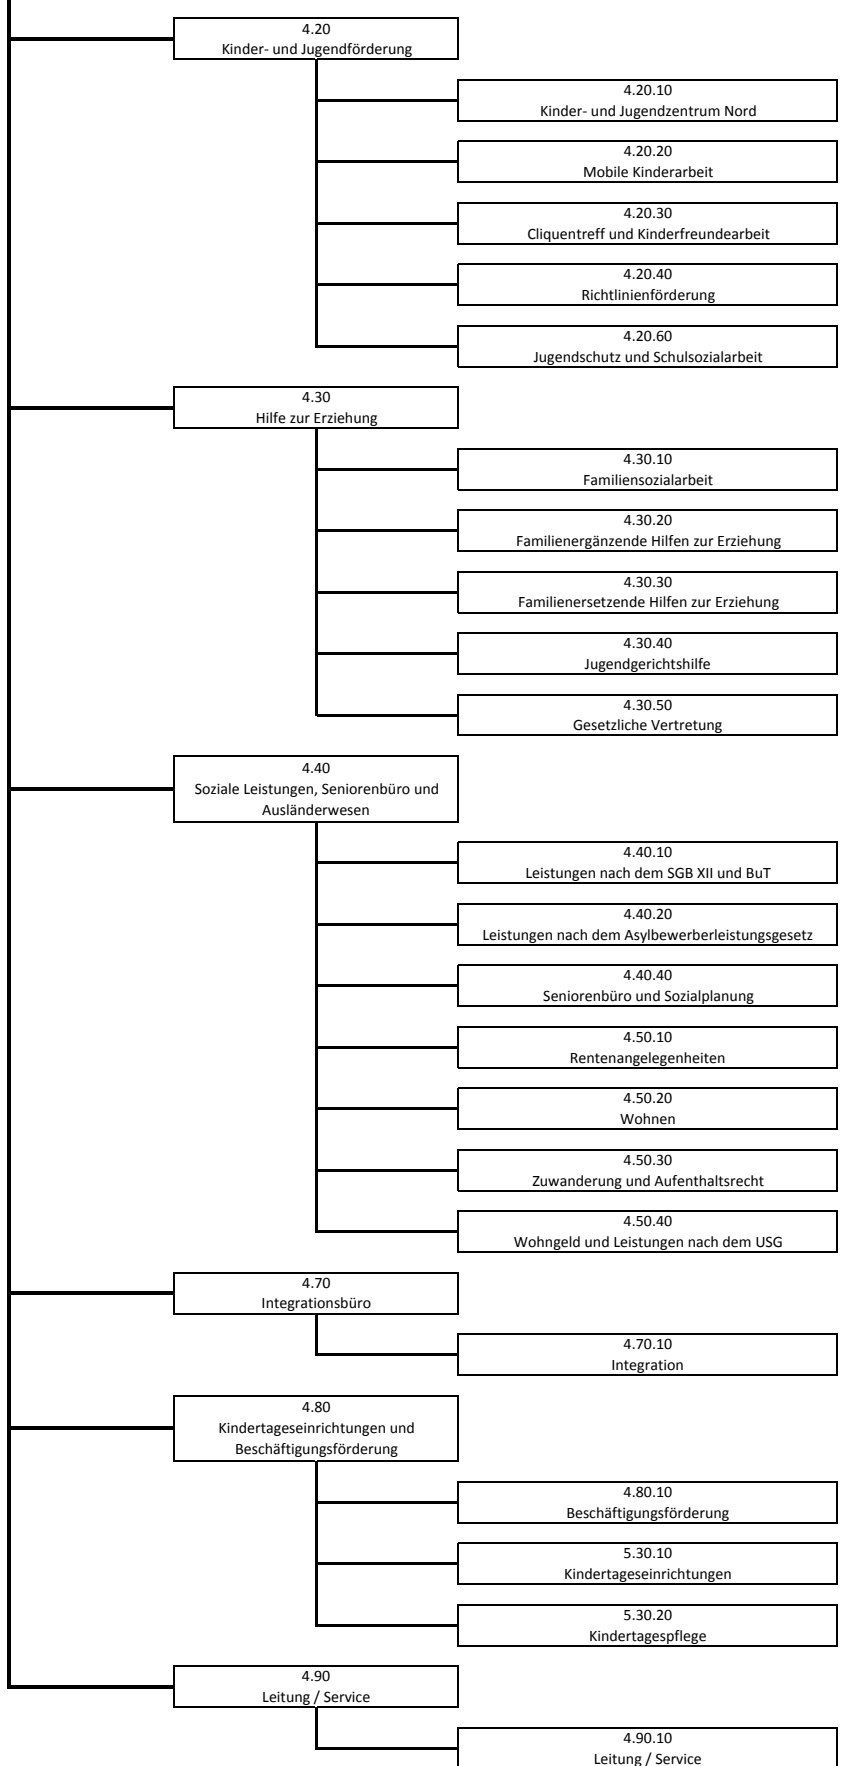 4.20
Kinder- und Jugendförderung
4.20.10
Kinder- und Jugendzentrum Nord
4.20.20
Mobile Kinderarbeit
4.20.30
Cliquentreff und Kinderfreundearbeit
4.20.40
Richtlinienförderung
4.20.60
Jugendschutz und Schulsozialarbeit
4.30
Hilfe zur Erziehung
4.30.10
Familiensozialarbeit
4.30.20
Familienergänzende Hilfen zur Erziehung
4.30.30
Familienersetzende Hilfen zur Erziehung
4.30.40
Jugendgerichtshilfe
4.30.50
Gesetzliche Vertretung
4.40
Soziale Leistungen, Seniorenbüro und
Ausländerwesen
4.40.10
Leistungen nach dem SGB XII und BuT
4.40.20
Leistungen nach dem Asylbewerberleistungsgesetz
4.40.40
Seniorenbüro und Sozialplanung
4.50.10
Rentenangelegenheiten
4.50.20
Wohnen
4.50.30
Zuwanderung und Aufenthaltsrecht
4.50.40
Wohngeld und Leistungen nach dem USG
4.70
Integrationsbüro
4.70.10
Integration
4.80
Kindertageseinrichtungen und
Beschäftigungsförderung
4.80.10
Beschäftigungsförderung
5.30.10
Kindertageseinrichtungen
5.30.20
Kindertagespflege
4.90
Leitung / Service
4.90.10
Leitung / Service